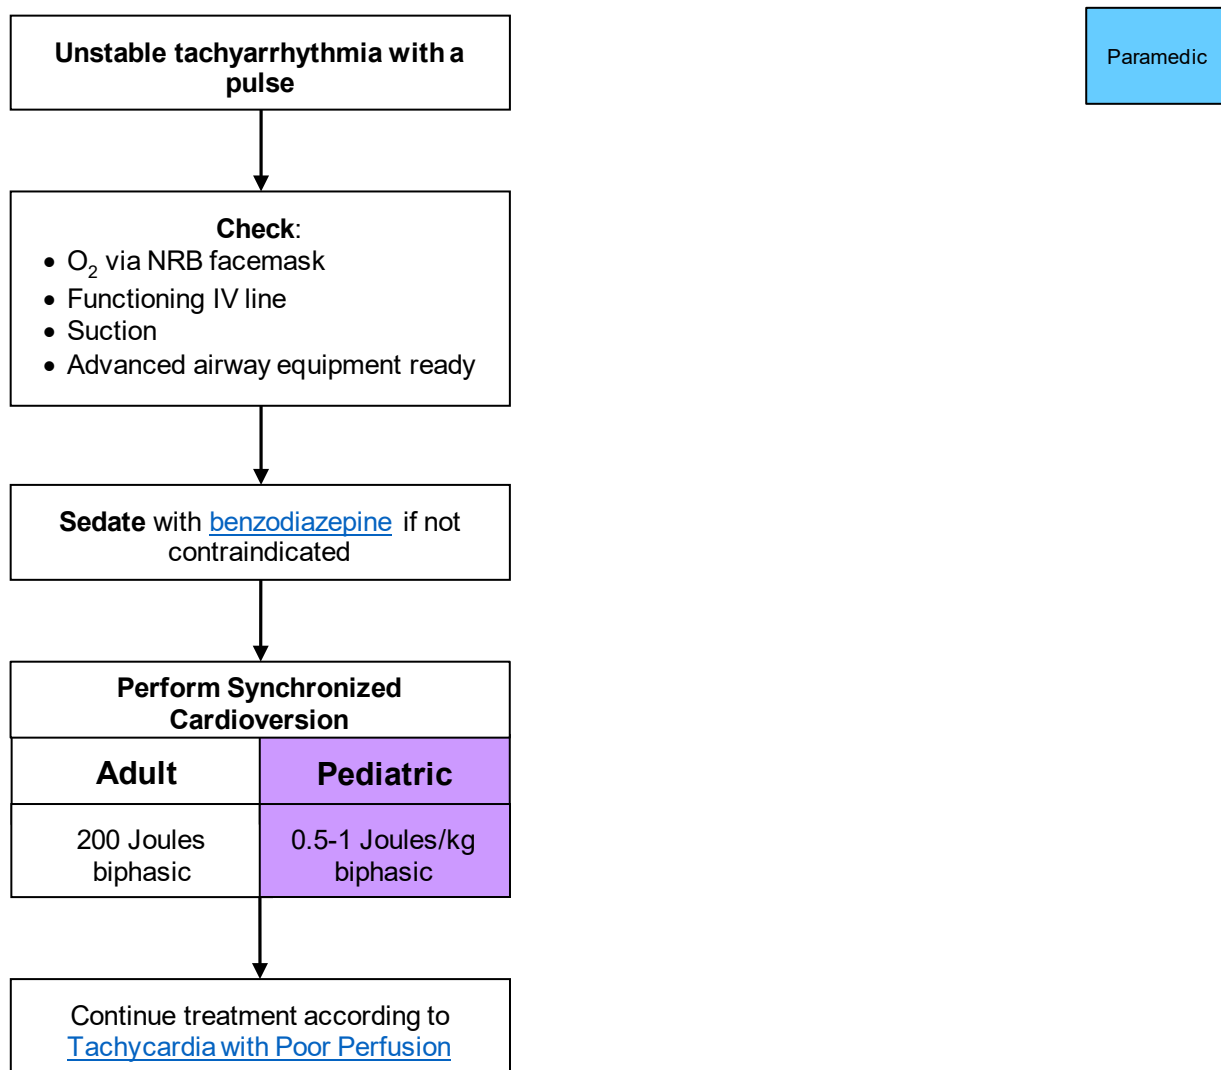 Unstable tachyarrhythmia with a
pulse
Paramedic
Check:
• O2 via NRB facemask
• Functioning IV line
• Suction
• Advanced airway equipment ready
Sedate with benzodiazepine if not
contraindicated
Perform Synchronized
Cardioversion
Adult
Pediatric
200 Joules
biphasic
0.5-1 Joules/kg
biphasic
Continue treatment according to
Tachycardia with Poor Perfusion